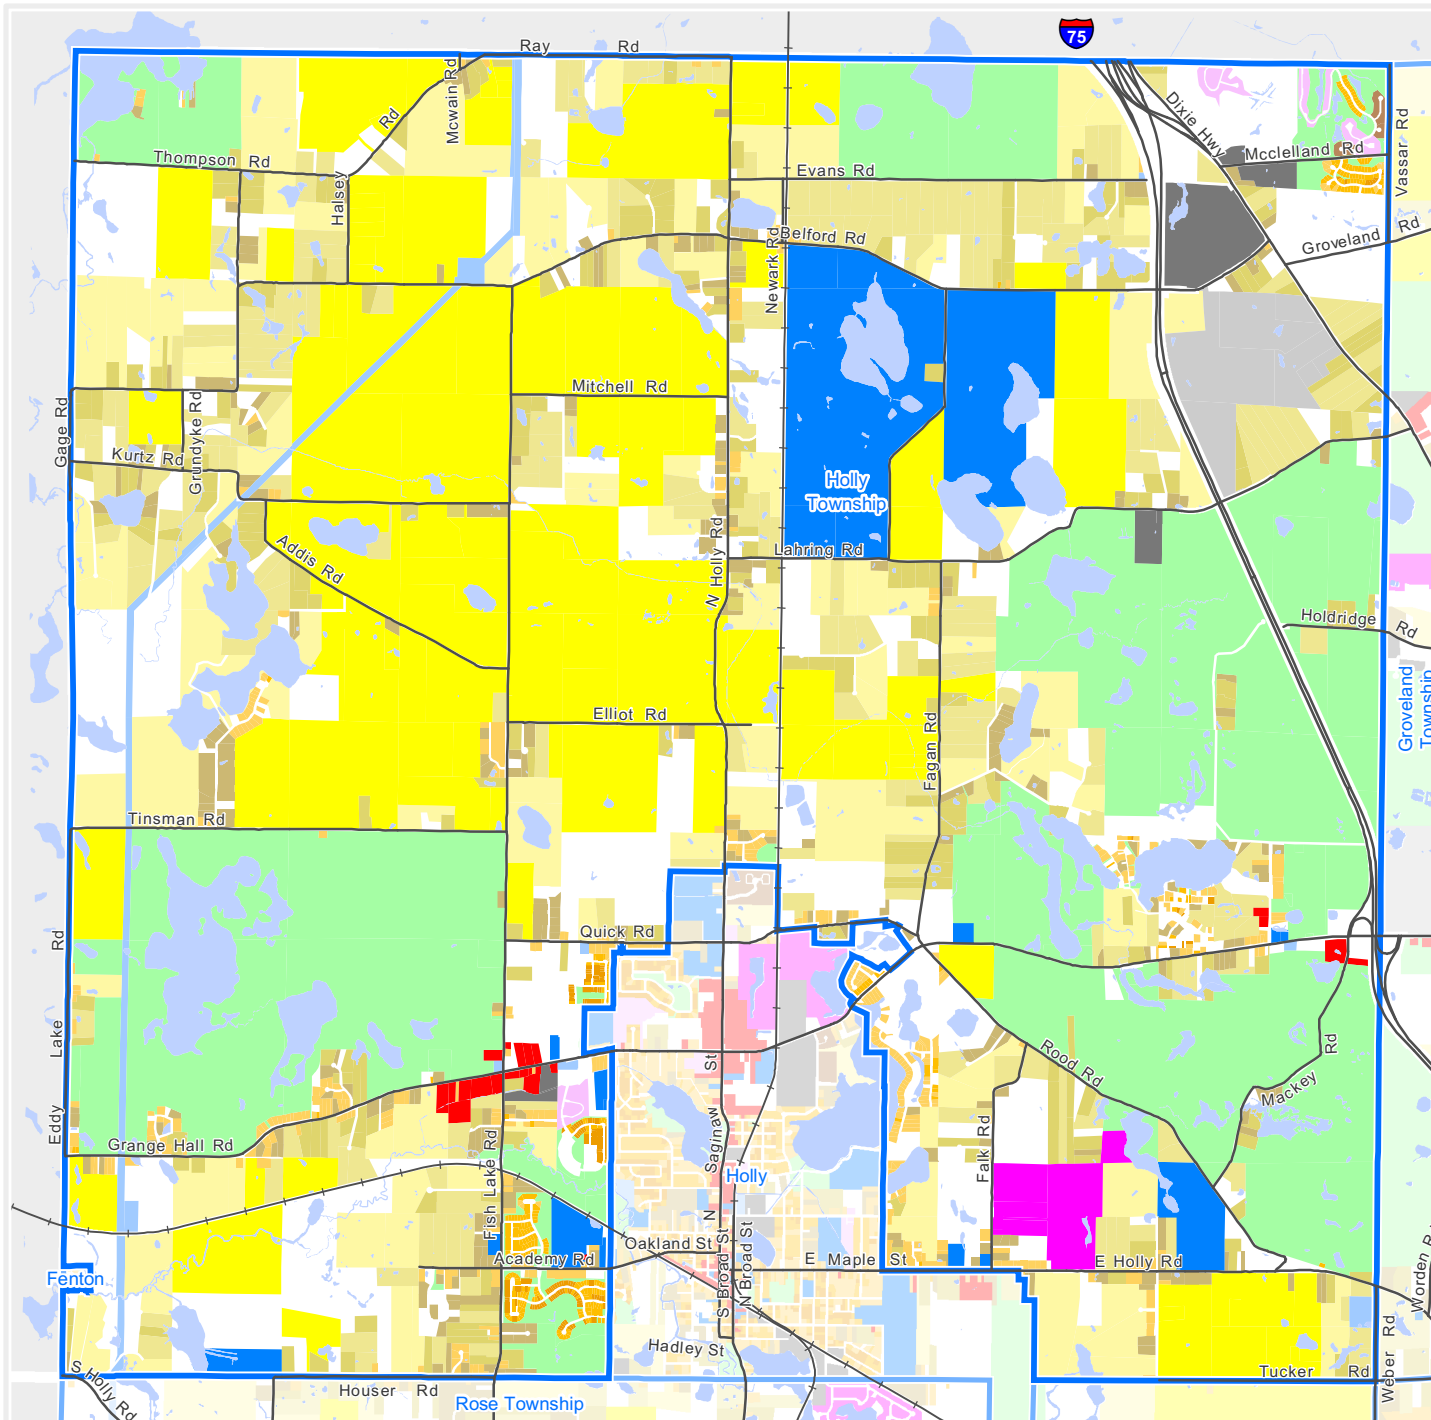 75
Ray Rd
Mcwain Rd
Rd
Dixie Hwy
Vassar Rd
Thompson Rd
Halsey
Evans Rd
Mcclelland Rd
Belford Rd
Newark Rd
Groveland Rd
Mitchell Rd
Gage Rd
Grundyke Rd
Kurtz Rd
Holly
Township
Addis Rd
N Holly Rd
Lahring Rd
Holdridge Rd
Groveland
Township
Elliot Rd
Fagan Rd
Tinsman Rd
Quick Rd
Eddy Lake Rd
St
Rood Rd
Rd
Mackey
Grange Hall Rd
Fish Lake Rd
Saginaw
N
Falk Rd
Holly
Oakland St
Academy Rd
S Broad St
N Broad St
E Maple St
E Holly Rd
Worden R
Fenton
Hadley St
S Holly Rd
Houser Rd
Tucker Rd
Weber Rd
Rose Township